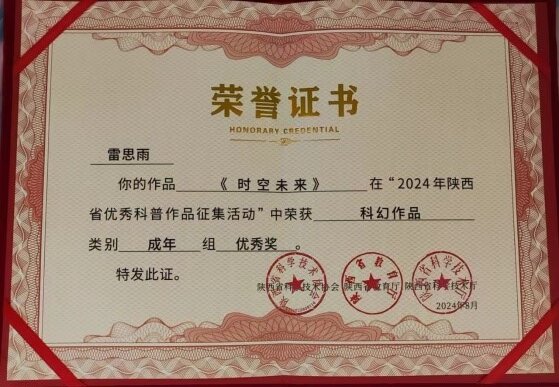 荣誉证书
HONORARY CREDENTIAL
雷思雨
你的作品《时空未来》在“2024年陕西
省优秀科普作品征集活动”中荣获 科幻作品
类别 成年 组 优秀奖。
特发此证。
陕西省科学技术协会 陕西省教育厅 陕西省科学技术厅
2024年8月